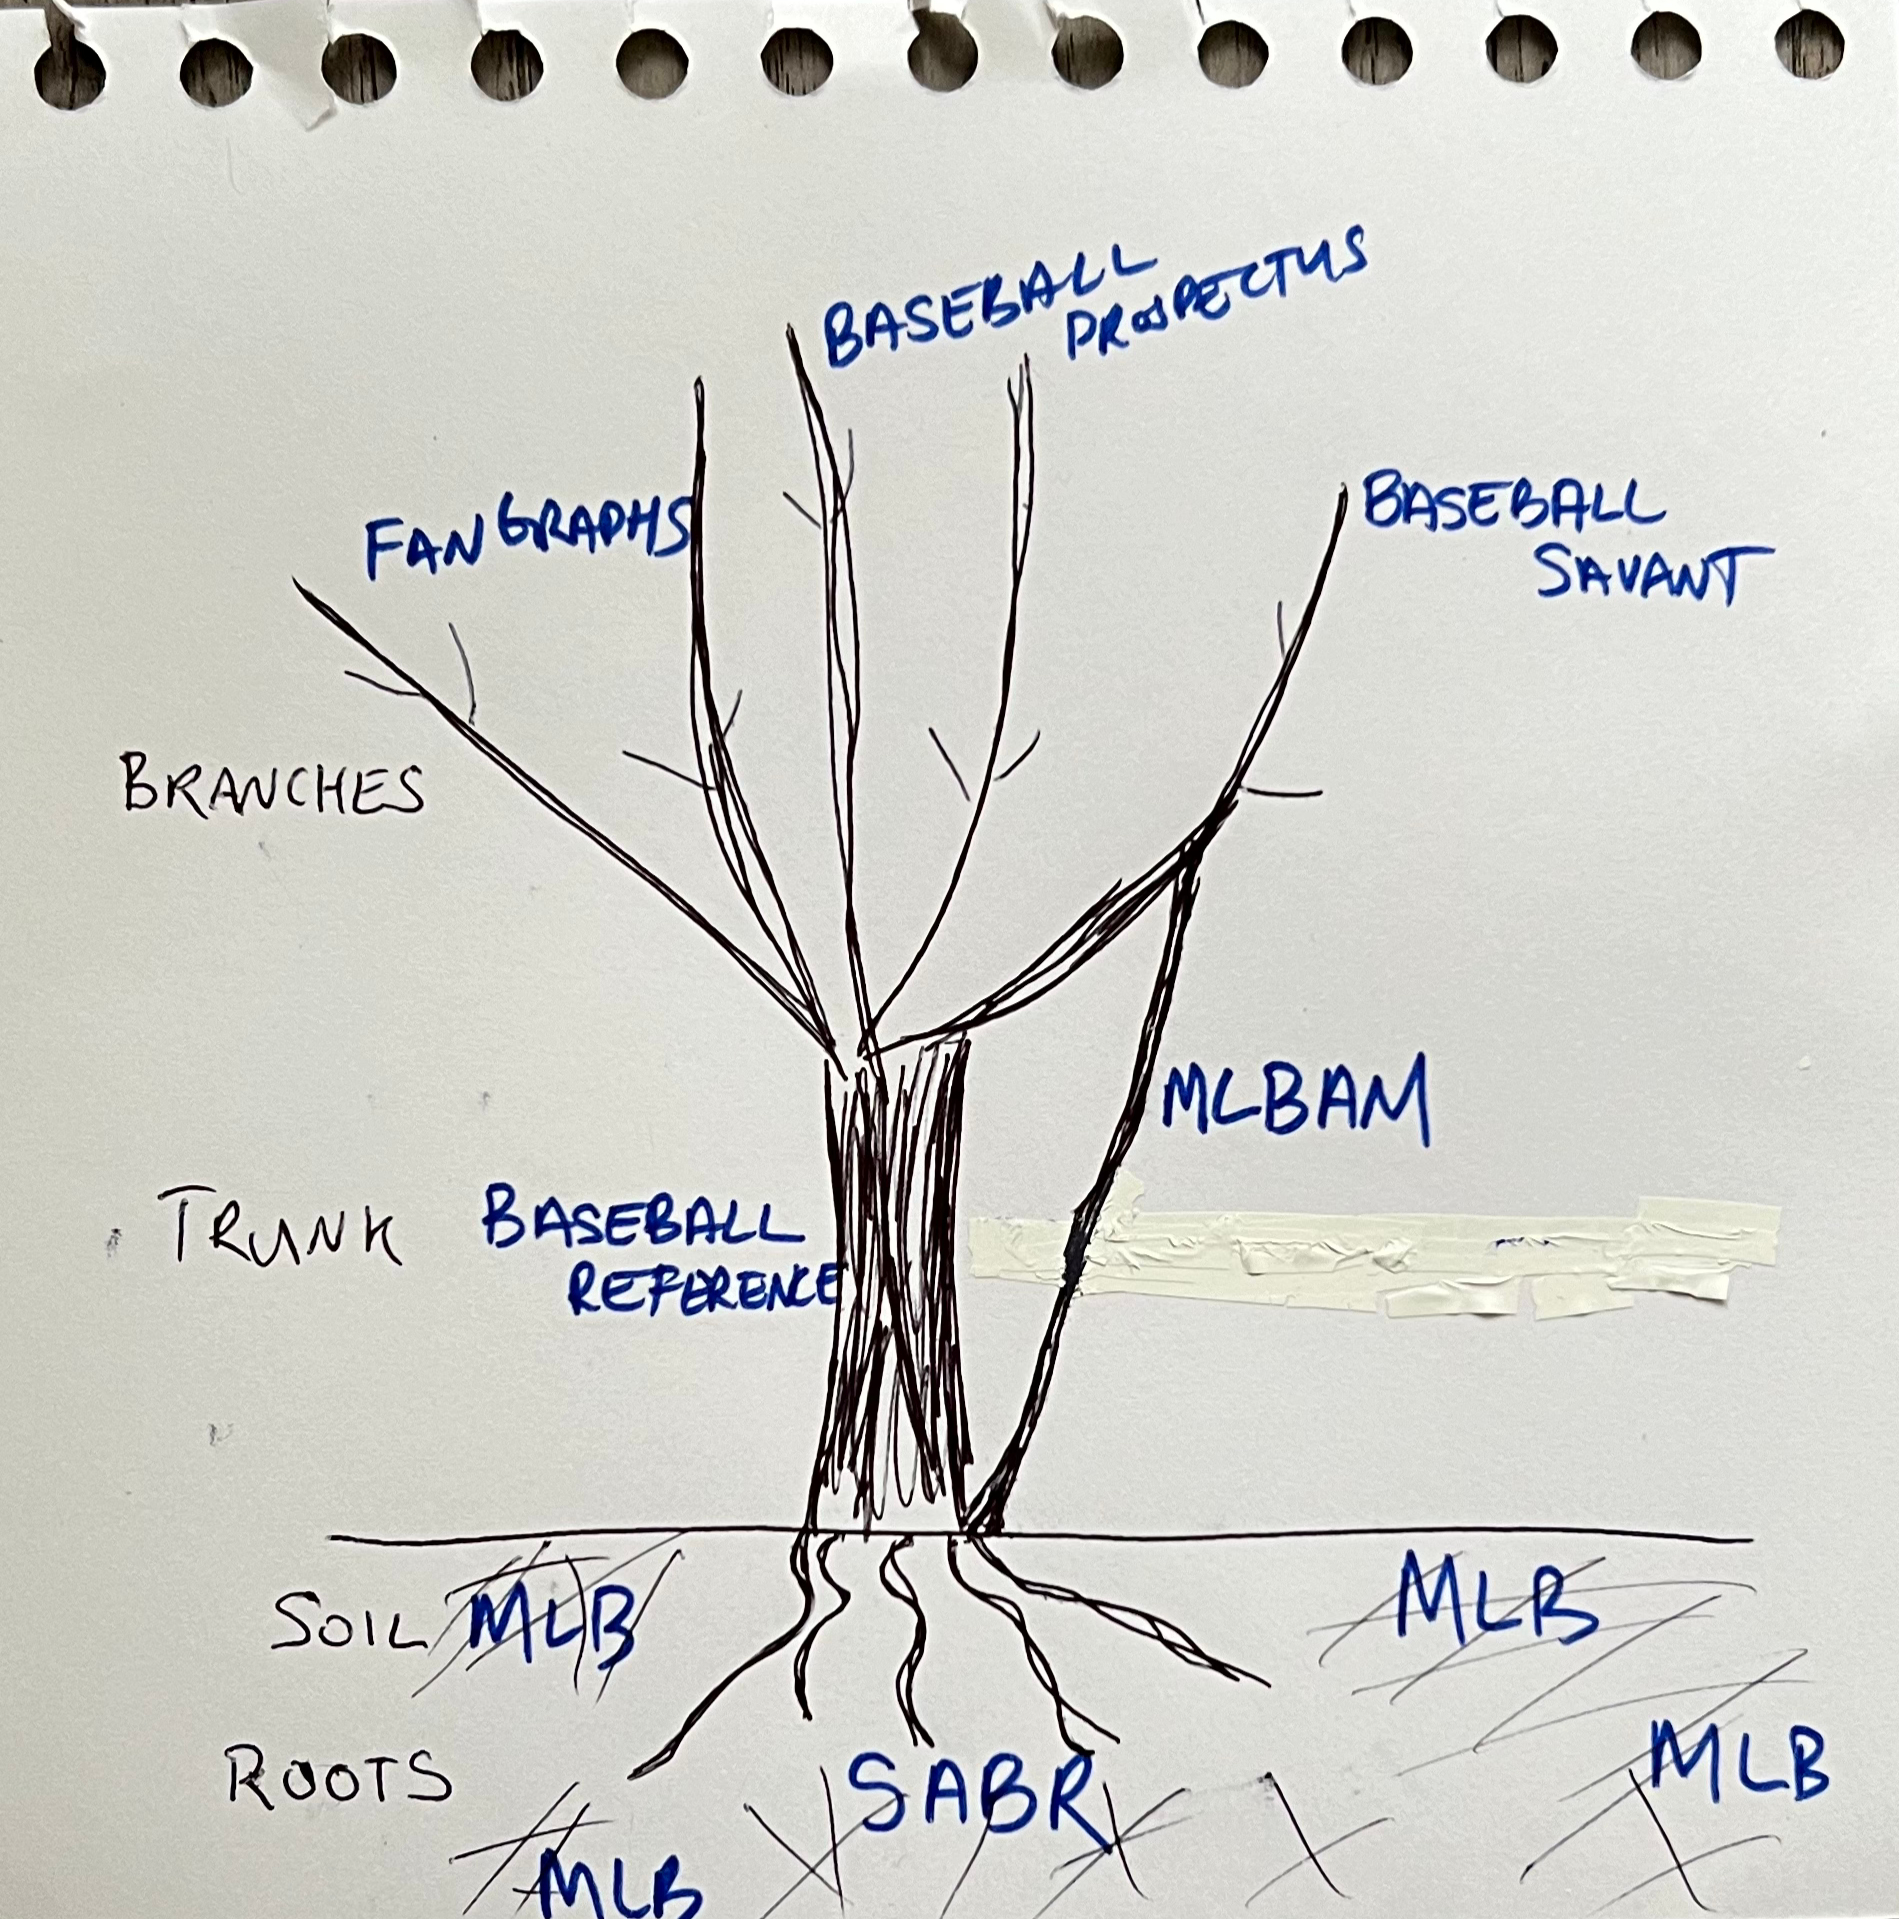 BASEBALL
PROSPECTUS
FANGRAPHS
BASEBALL
SAVANT
BRANCHES
MLBAM
TRUNK
BASEBALL
REFERENCE
SOIL
MLB
MLB
ROOTS
SABR
MLB
MLB